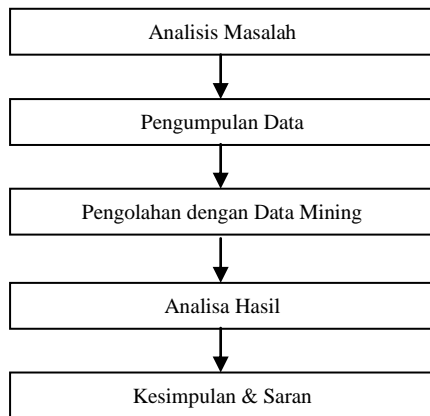 Analisis Masalah
Pengumpulan Data
Pengolahan dengan Data Mining
Analisa Hasil
Kesimpulan & Saran